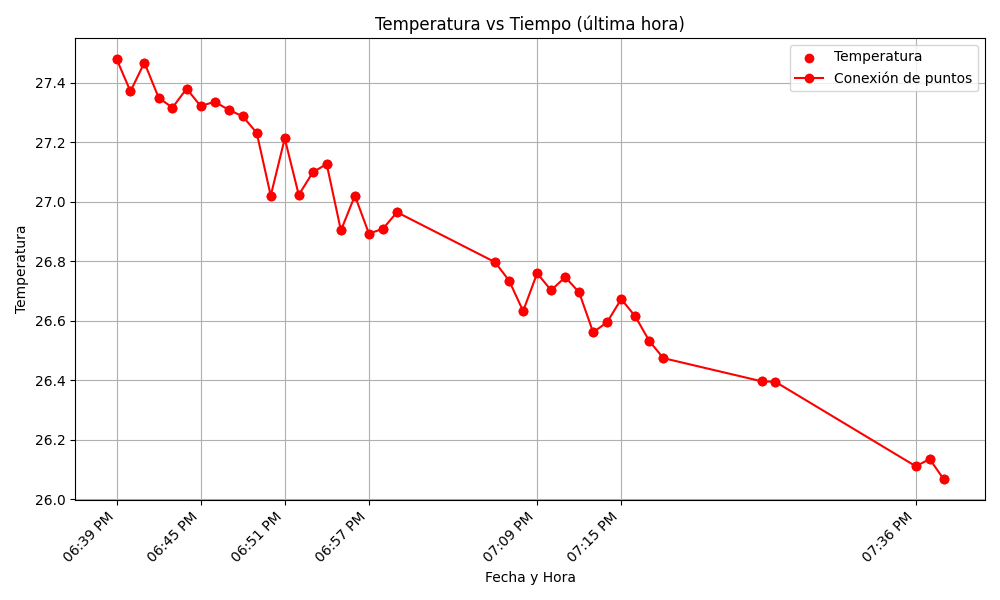 Temperatura vs Tiempo (última hora)
Temperatura
Conexión de puntos
27.4
27.2
27.0
26.8
26.6
26.4
26.2
26.0
Temperatura
06:39 PM
06:45 PM
06:51 PM
06:57 PM
07:09 PM
07:15 PM
07:36 PM
Fecha y Hora